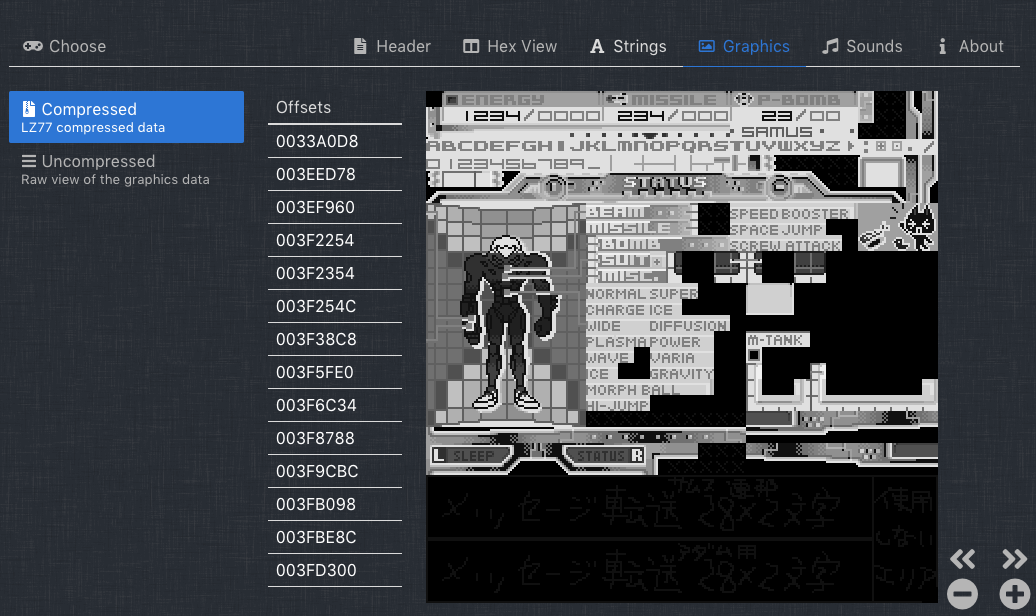 Choose
Header
Hex View
Strings
Graphics
Sounds
About
Compressed
LZ77 compressed data
Uncompressed
Raw view of the graphics data
Offsets
0033A0D8
003EED78
003EF960
003F2254
003F2354
003F254C
003F38C8
003F5FE0
003F6C34
003F8788
003F9CBC
003FB098
003FBE8C
003FD300
ENERGY MISSILE P-BOMB
1234/0000 234/000 23/00
SAMUS
ABCDEFGHIJKLMNOPQRSTUVWXYZ
0123456789_
STATUS
BEAM
MISSILE
BOMB
SUIT
MISC.
SPEED BOOSTER
SPACE JUMP
SCREW ATTACK
NORMAL SUPER
CHARGE ICE
WIDE DIFFUSION
PLASMA POWER
WAVE VARIA
ICE GRAVITY
MORPH BALL
HI-JUMP
M-TANK
L SLEEP
STATUS R
サムス 連邦
メッセージ転送 28×2文字
アダム用
メッセージ転送 28×2文字
使用
しない
エリア